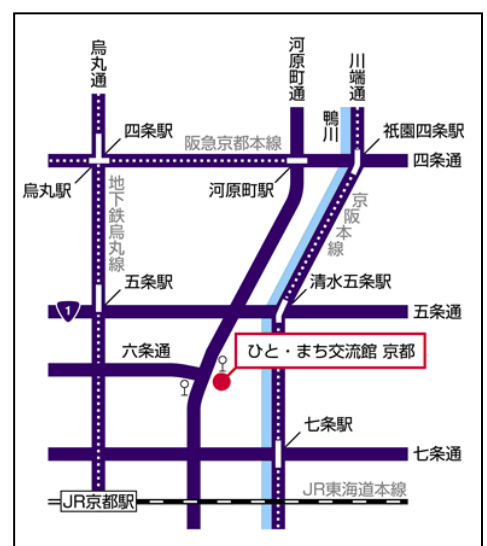 烏丸通
河原町通
川端通
鴨川
四条駅
阪急京都本線
祇園四条駅
四条通
烏丸駅
河原町駅
地下鉄烏丸線
京阪本線
五条駅
清水五条駅
1
五条通
六条通
ひと・まち交流館 京都
七条駅
七条通
JR東海道本線
JR京都駅